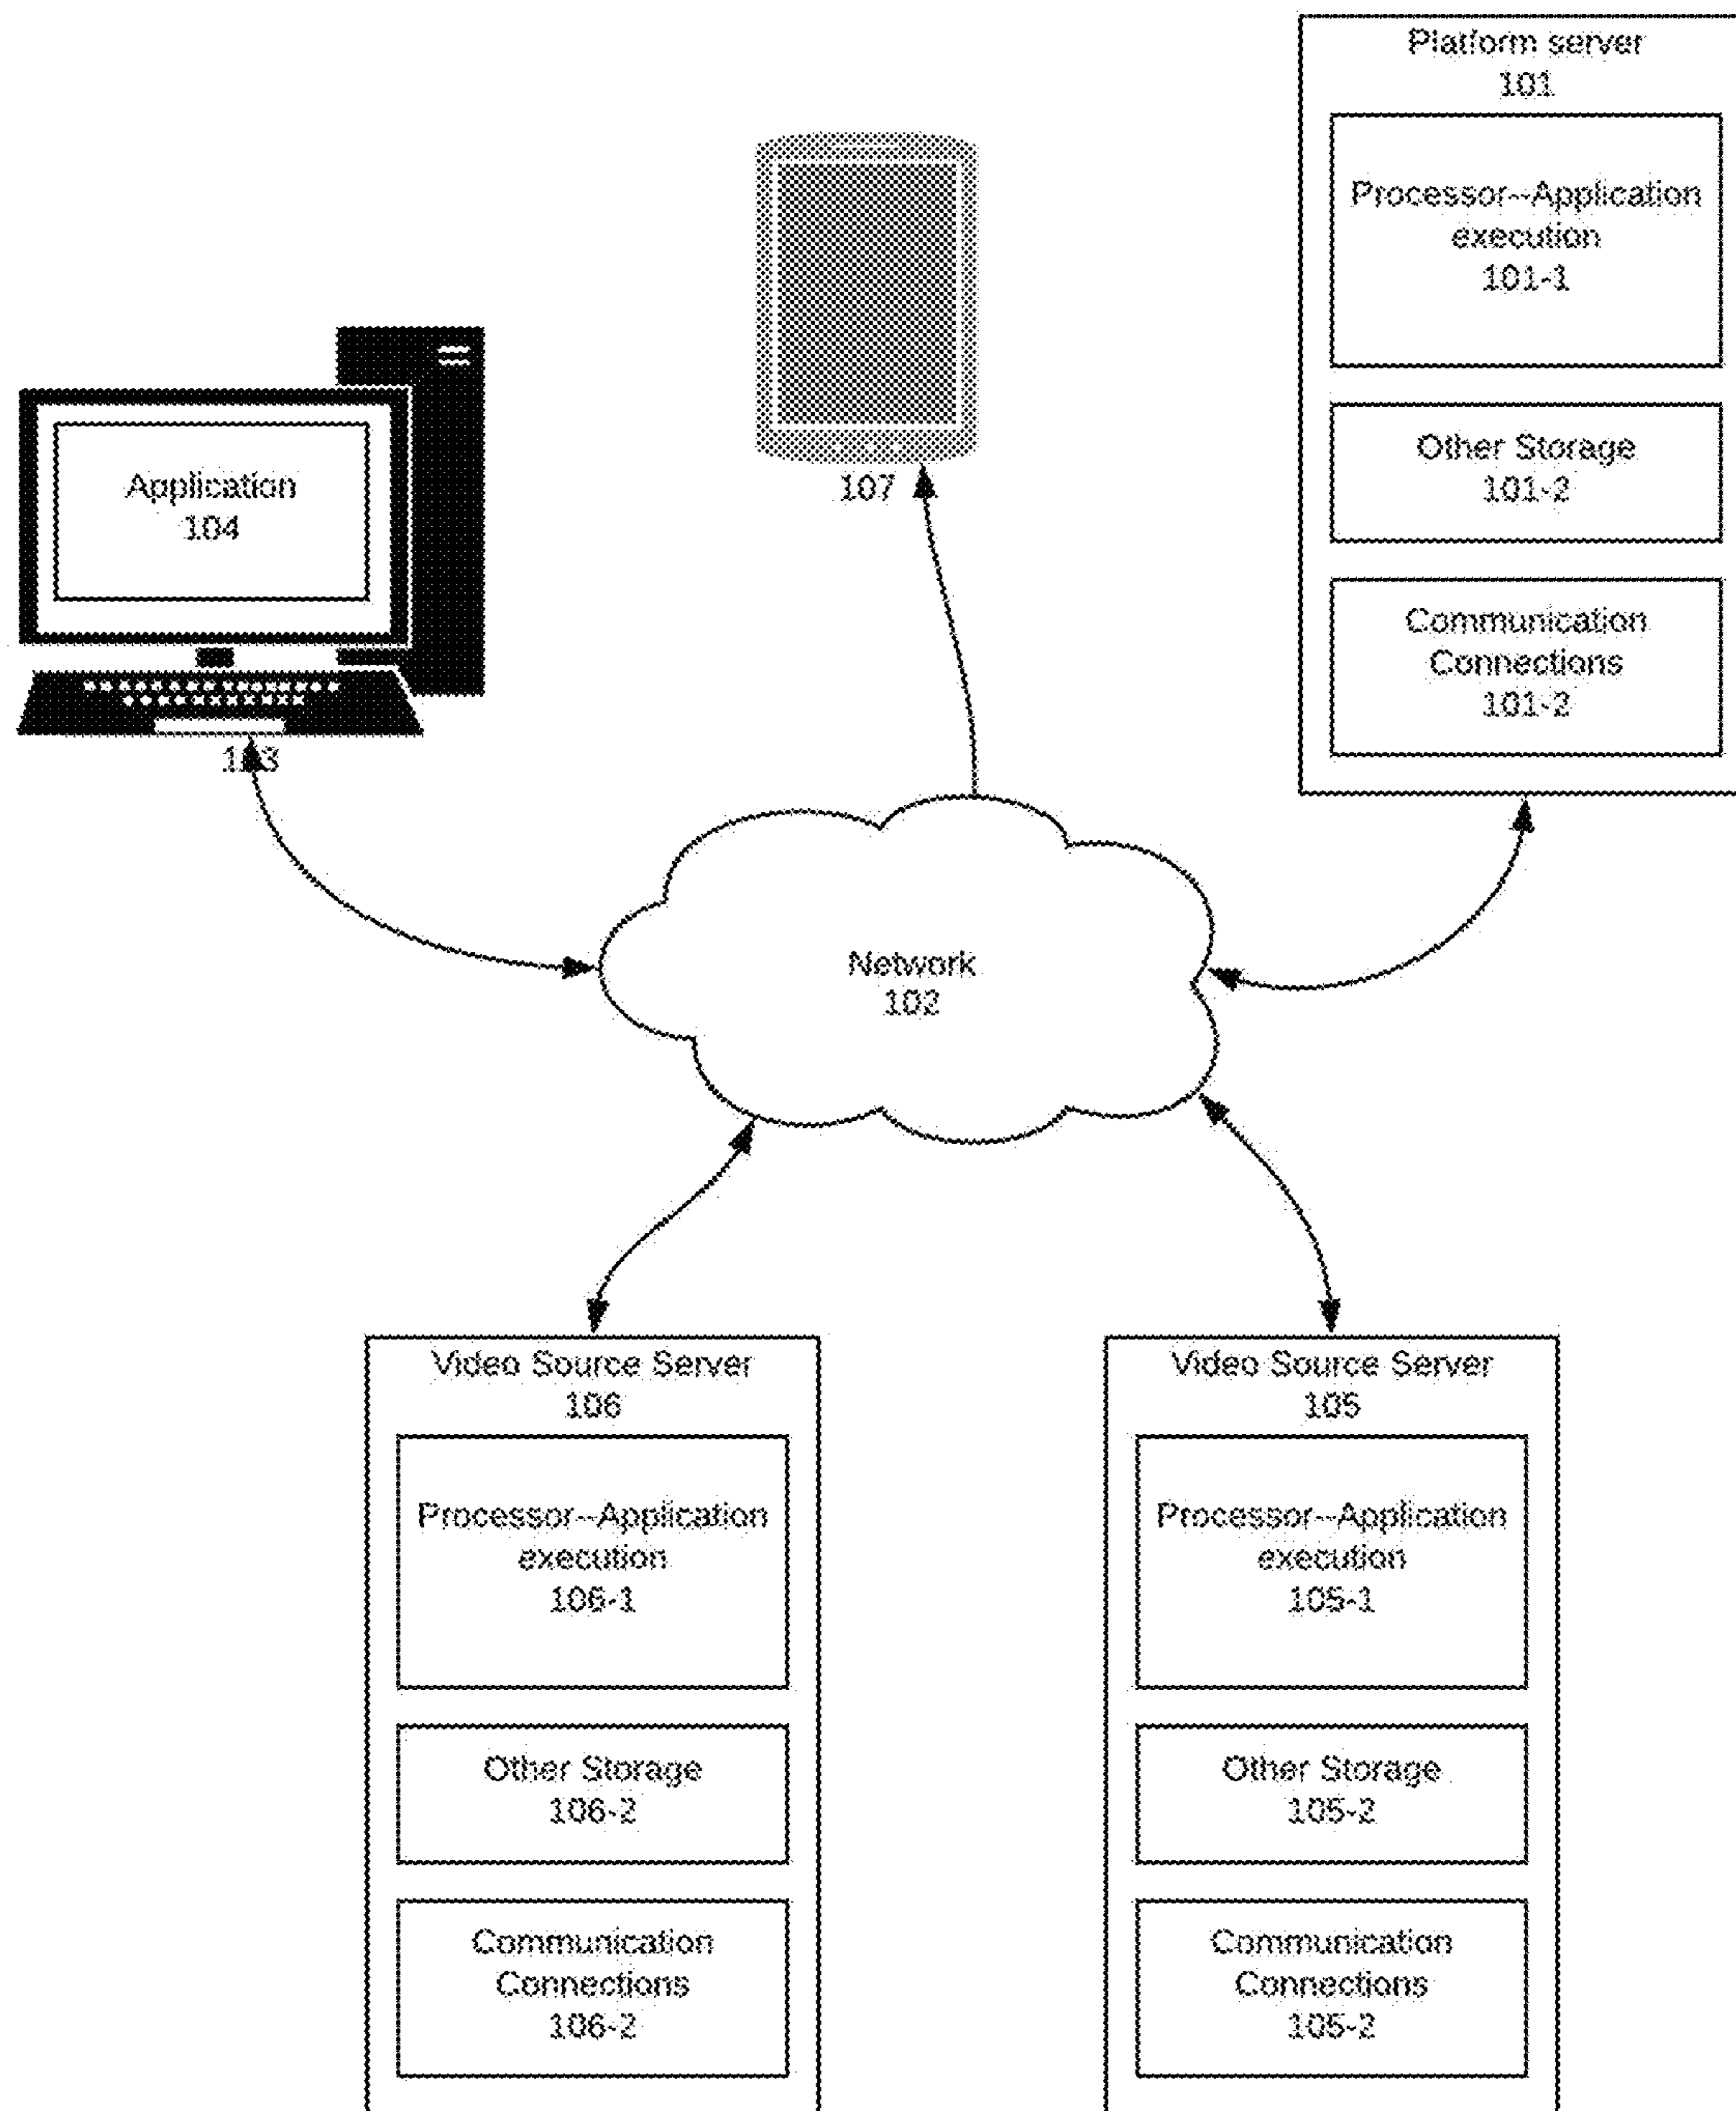 Platform server
101
Processor--Application
execution
101-1
Other Storage
101-2
Communication
Connections
101-2
107
Application
104
Network
102
Video Source Server
106
Processor--Application
execution
106-1
Other Storage
106-2
Communication
Connections
106-2
Video Source Server
105
Processor--Application
execution
105-1
Other Storage
105-2
Communication
Connections
105-2